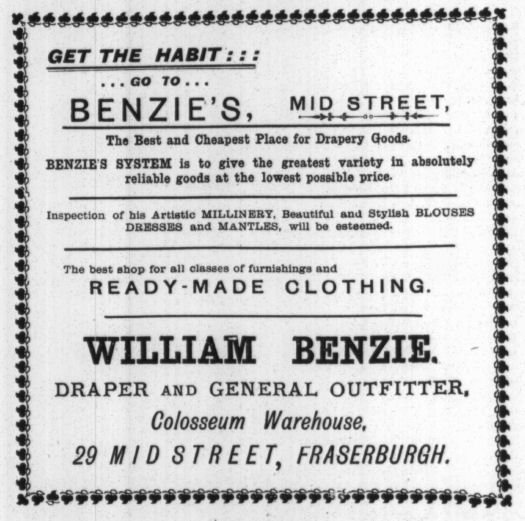 GET THE HABIT : : :
... GO TO ...
BENZIE'S, MID STREET,
The Best and Cheapest Place for Drapery Goods.
BENZIE'S SYSTEM is to give the greatest variety in absolutely
reliable goods at the lowest possible price.
Inspection of his Artistic MILLINERY, Beautiful and Stylish BLOUSES
DRESSES and MANTLES, will be esteemed.
The best shop for all classes of furnishings and
READY-MADE CLOTHING.
WILLIAM BENZIE.
DRAPER AND GENERAL OUTFITTER,
Colosseum Warehouse,
29 MID STREET, FRASERBURGH.